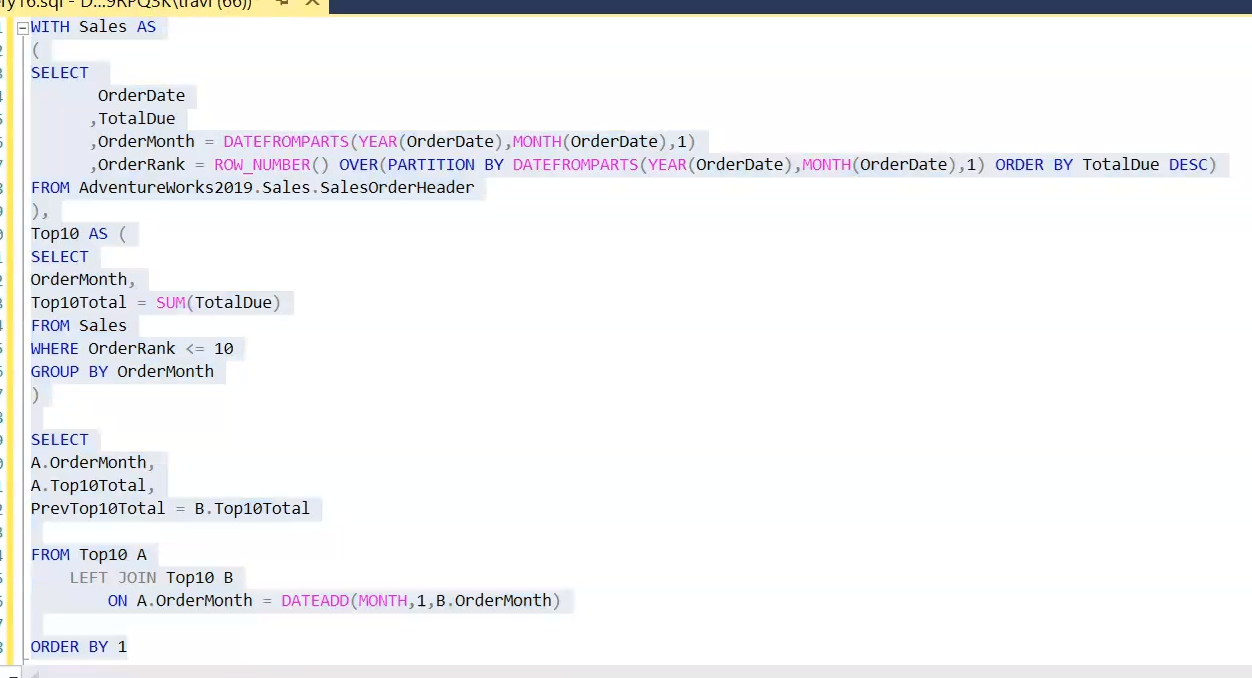 ry16.sql - D...9RPQ3K\travi (66))*
WITH Sales AS
(
SELECT
OrderDate
,TotalDue
,OrderMonth = DATEFROMPARTS(YEAR(OrderDate),MONTH(OrderDate),1)
,OrderRank = ROW_NUMBER() OVER(PARTITION BY DATEFROMPARTS(YEAR(OrderDate),MONTH(OrderDate),1) ORDER BY TotalDue DESC)
FROM AdventureWorks2019.Sales.SalesOrderHeader
),
Top10 AS (
SELECT
OrderMonth,
Top10Total = SUM(TotalDue)
FROM Sales
WHERE OrderRank <= 10
GROUP BY OrderMonth
)
SELECT
A.OrderMonth,
A.Top10Total,
PrevTop10Total = B.Top10Total
FROM Top10 A
LEFT JOIN Top10 B
ON A.OrderMonth = DATEADD(MONTH,1,B.OrderMonth)
ORDER BY 1